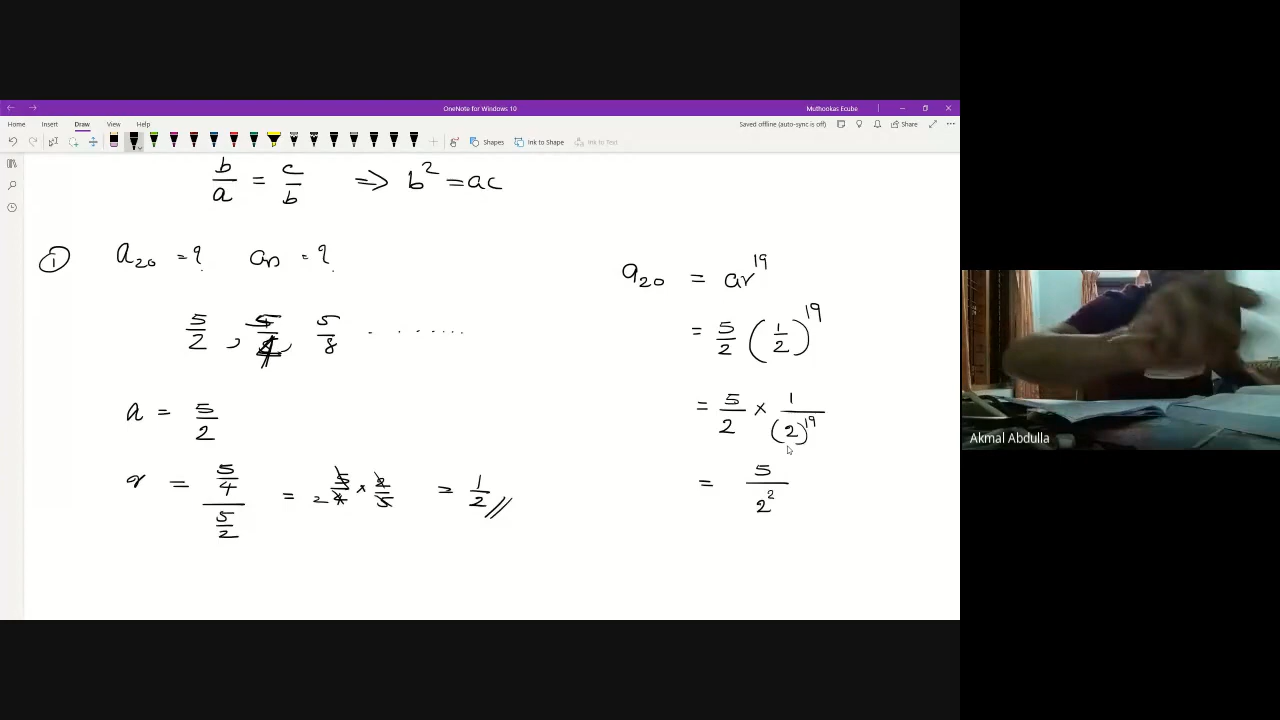 OneNote for Windows 10
Muthookas Ecube
Home Insert Draw View Help
Saved offline (auto-sync is off)
Share
Shapes
Ink to Shape
Ink to Text
b/a = c/b => b² = ac
① a₂₀ = ? an = ?
5/2, 5/4, 5/8 .......
a = 5/2
r = (5/4)/(5/2) = 5/4 × 2/5 = 1/2 //
a₂₀ = ar¹⁹
= 5/2 (1/2)¹⁹
= 5/2 × 1/(2)¹⁹
= 5/2²
Akmal Abdulla